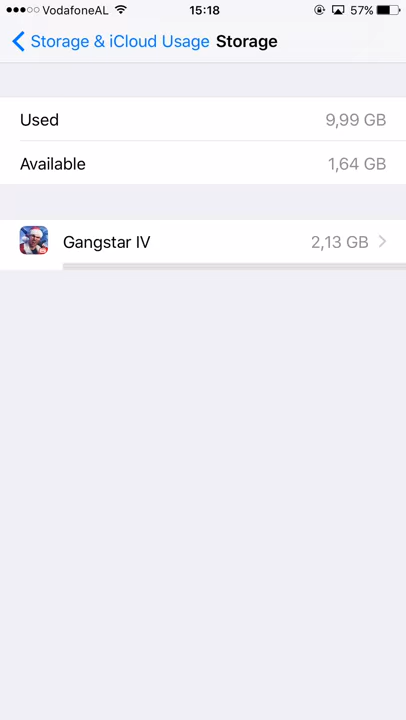 VodafoneAL 15:18 57%
Storage & iCloud Usage Storage
Used 9,99 GB
Available 1,64 GB
Gangstar IV 2,13 GB